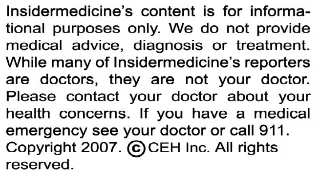 Insidermedicine's content is for informa-
tional purposes only. We do not provide
medical advice, diagnosis or treatment.
While many of Insidermedicine's reporters
are doctors, they are not your doctor.
Please contact your doctor about your
health concerns. If you have a medical
emergency see your doctor or call 911.
Copyright 2007. ©CEH Inc. All rights
reserved.